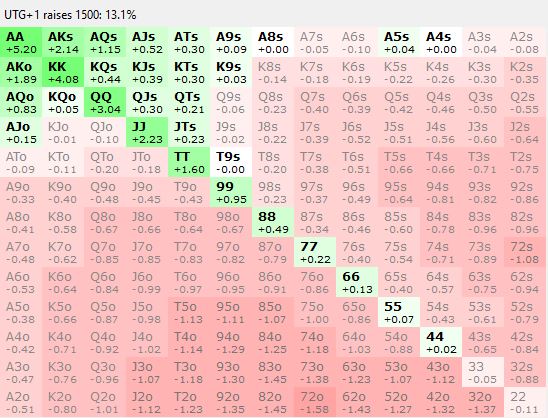 UTG+1 raises 1500: 13.1%
AA AKs AQs AJs ATs A9s A8s A7s A6s A5s A4s A3s A2s
+5.20 +2.14 +1.15 +0.52 +0.30 +0.09 +0.00 -0.05 -0.10 +0.04 +0.00 -0.04 -0.08
AKo KK KQs KJs KTs K9s K8s K7s K6s K5s K4s K3s K2s
+1.89 +4.08 +0.44 +0.39 +0.30 +0.03 -0.14 -0.18 -0.19 -0.22 -0.26 -0.30 -0.35
AQo KQo QQ QJs QTs Q9s Q8s Q7s Q6s Q5s Q4s Q3s Q2s
+0.83 +0.05 +3.04 +0.30 +0.21 -0.06 -0.23 -0.40 -0.39 -0.42 -0.46 -0.50 -0.55
AJo KJo QJo JJ JTs J9s J8s J7s J6s J5s J4s J3s J2s
+0.15 -0.01 -0.10 +2.23 +0.23 -0.02 -0.22 -0.39 -0.52 -0.51 -0.56 -0.60 -0.64
ATo KTo QTo JTo TT T9s T8s T7s T6s T5s T4s T3s T2s
-0.09 -0.11 -0.20 -0.18 +1.60 -0.00 -0.20 -0.38 -0.51 -0.66 -0.66 -0.71 -0.75
A9o K9o Q9o J9o T9o 99 98s 97s 96s 95s 94s 93s 92s
-0.33 -0.40 -0.48 -0.45 -0.43 +0.95 -0.23 -0.37 -0.49 -0.64 -0.81 -0.82 -0.86
A8o K8o Q8o J8o T8o 98o 88 87s 86s 85s 84s 83s 82s
-0.41 -0.58 -0.67 -0.66 -0.64 -0.67 +0.49 -0.34 -0.46 -0.60 -0.78 -0.96 -0.96
A7o K7o Q7o J7o T7o 97o 87o 77 76s 75s 74s 73s 72s
-0.48 -0.62 -0.85 -0.85 -0.83 -0.82 -0.79 +0.22 -0.40 -0.54 -0.71 -0.89 -1.08
A6o K6o Q6o J6o T6o 96o 86o 76o 66 65s 64s 63s 62s
-0.53 -0.64 -0.84 -0.99 -0.97 -0.95 -0.91 -0.86 +0.13 -0.40 -0.57 -0.75 -0.94
A5o K5o Q5o J5o T5o 95o 85o 75o 65o 55 54s 53s 52s
-0.38 -0.66 -0.87 -0.98 -1.13 -1.11 -1.07 -1.00 -0.86 +0.07 -0.43 -0.61 -0.79
A4o K4o Q4o J4o T4o 94o 84o 74o 64o 54o 44 43s 42s
-0.42 -0.71 -0.92 -1.02 -1.14 -1.29 -1.25 -1.18 -1.03 -0.88 +0.02 -0.65 -0.84
A3o K3o Q3o J3o T3o 93o 83o 73o 63o 53o 43o 33 32s
-0.47 -0.76 -0.96 -1.07 -1.18 -1.30 -1.45 -1.38 -1.23 -1.07 -1.12 -0.05 -0.88
A2o K2o Q2o J2o T2o 92o 82o 72o 62o 52o 42o 32o 22
-0.51 -0.80 -1.01 -1.12 -1.23 -1.35 -1.45 -1.58 -1.43 -1.27 -1.32 -1.32 -0.11